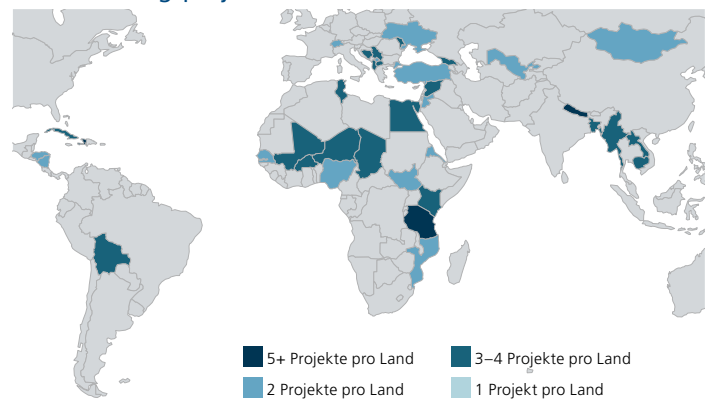 5+ Projekte pro Land
3–4 Projekte pro Land
2 Projekte pro Land
1 Projekt pro Land